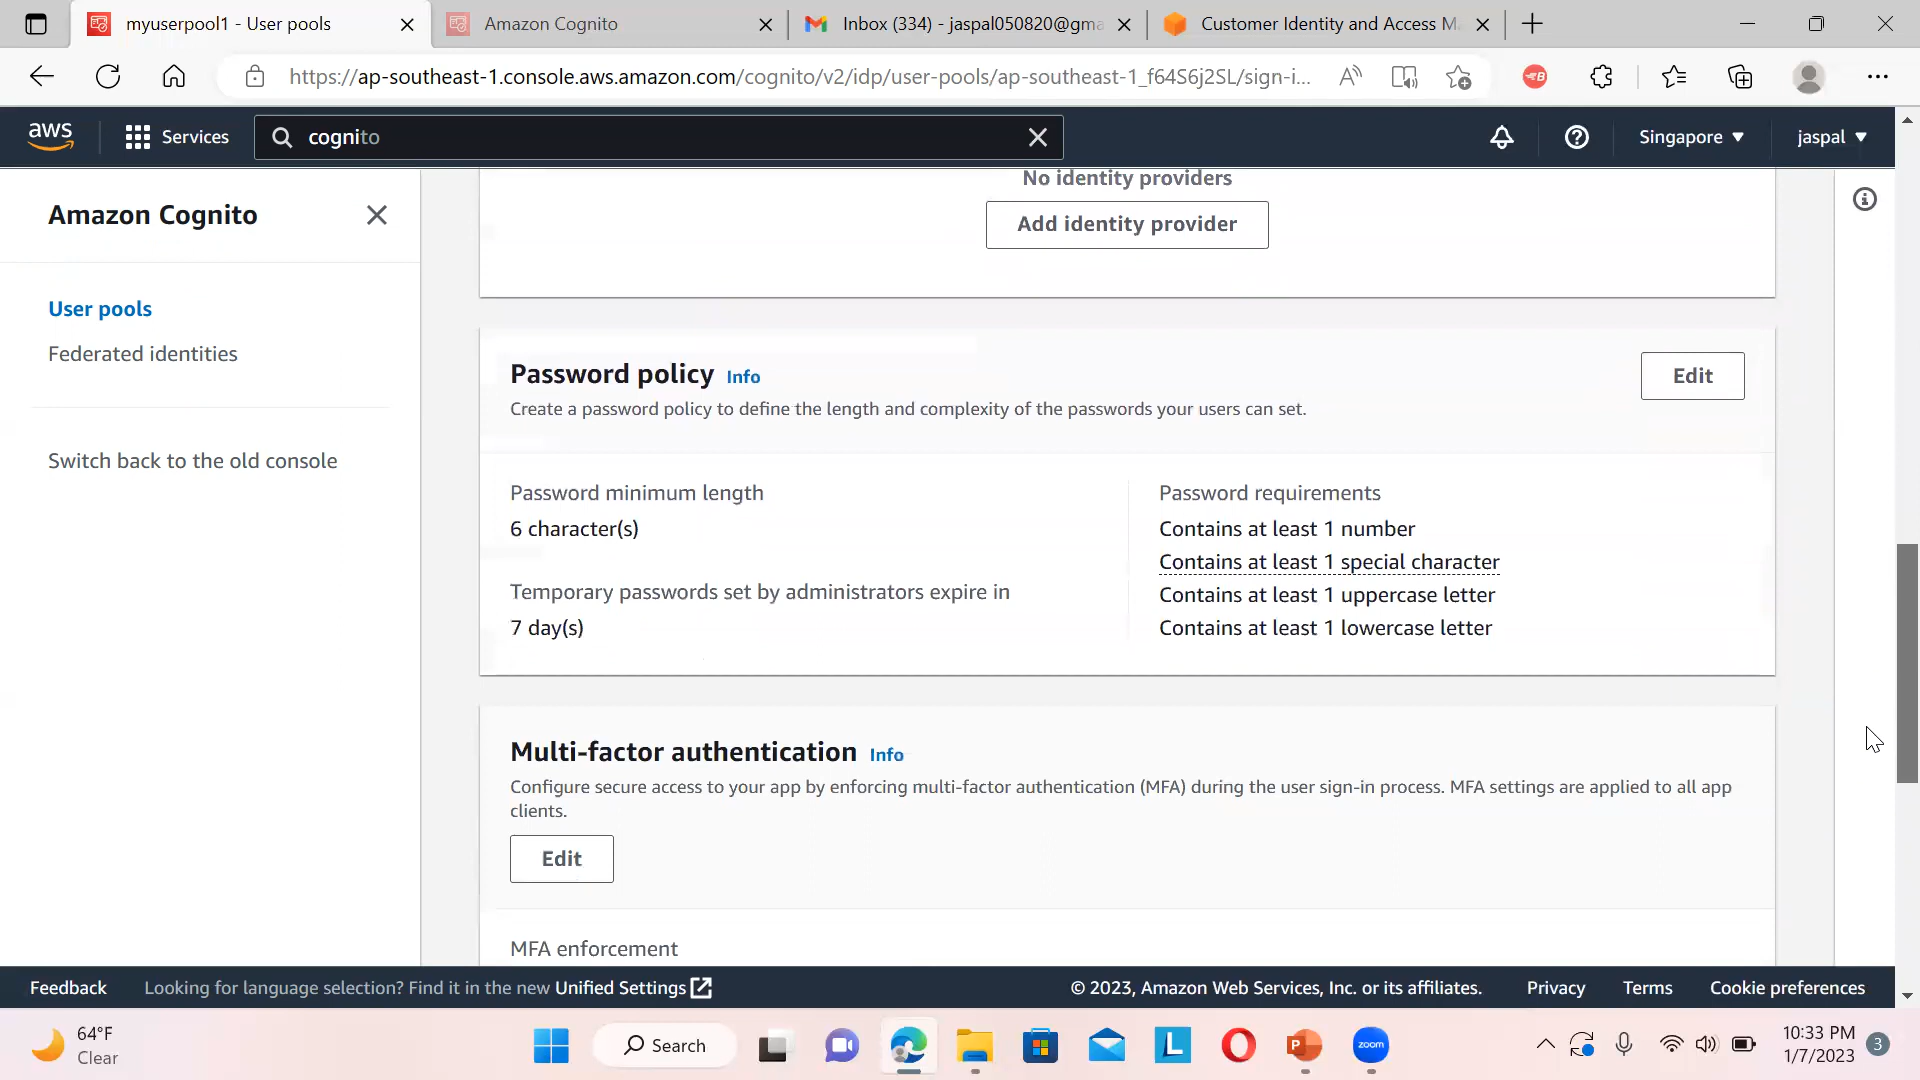 myuserpool1 - User pools
Amazon Cognito
Inbox (334) - jaspal050820@gma
Customer Identity and Access M
https://ap-southeast-1.console.aws.amazon.com/cognito/v2/idp/user-pools/ap-southeast-1_f64S6j2SL/sign-i...
aws
Services
cognito
Singapore
jaspal
Amazon Cognito
User pools
Federated identities
Switch back to the old console
No identity providers
Add identity provider
Password policy Info
Edit
Create a password policy to define the length and complexity of the passwords your users can set.
Password minimum length
6 character(s)
Temporary passwords set by administrators expire in
7 day(s)
Password requirements
Contains at least 1 number
Contains at least 1 special character
Contains at least 1 uppercase letter
Contains at least 1 lowercase letter
Multi-factor authentication Info
Configure secure access to your app by enforcing multi-factor authentication (MFA) during the user sign-in process. MFA settings are applied to all app
clients.
Edit
MFA enforcement
Feedback
Looking for language selection? Find it in the new Unified Settings
© 2023, Amazon Web Services, Inc. or its affiliates.
Privacy
Terms
Cookie preferences
64°F
Clear
Search
L
P
zoom
10:33 PM
1/7/2023
3